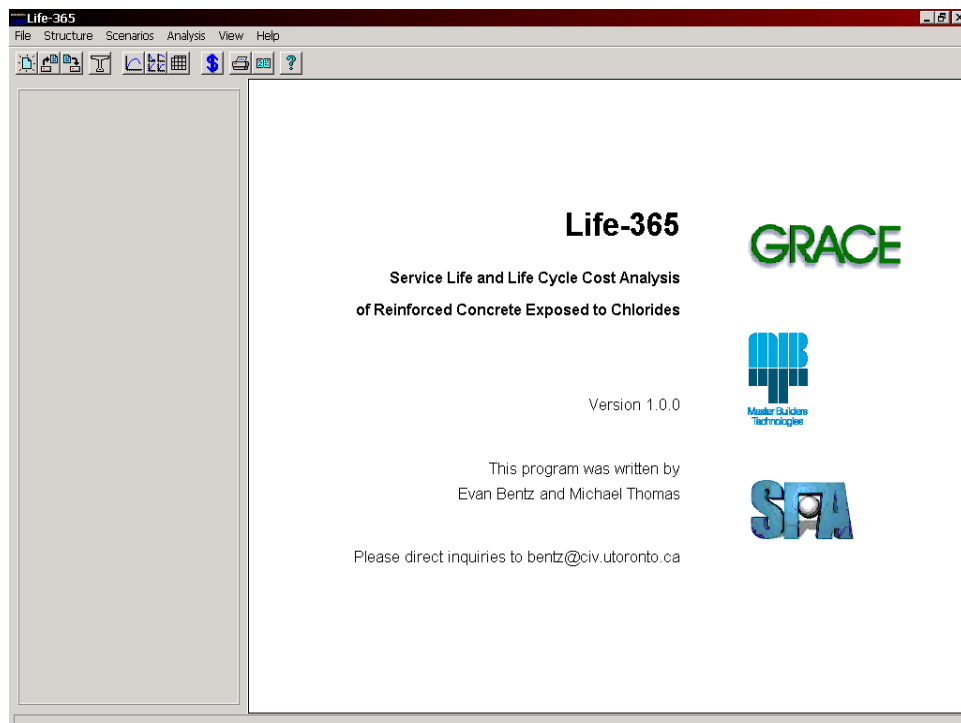 Life-365
File Structure Scenarios Analysis View Help
Life-365
Service Life and Life Cycle Cost Analysis
of Reinforced Concrete Exposed to Chlorides
Version 1.0.0
This program was written by
Evan Bentz and Michael Thomas
Please direct inquiries to bentz@civ.utoronto.ca
GRACE
MBT
Master Builders
Technologies
SFA